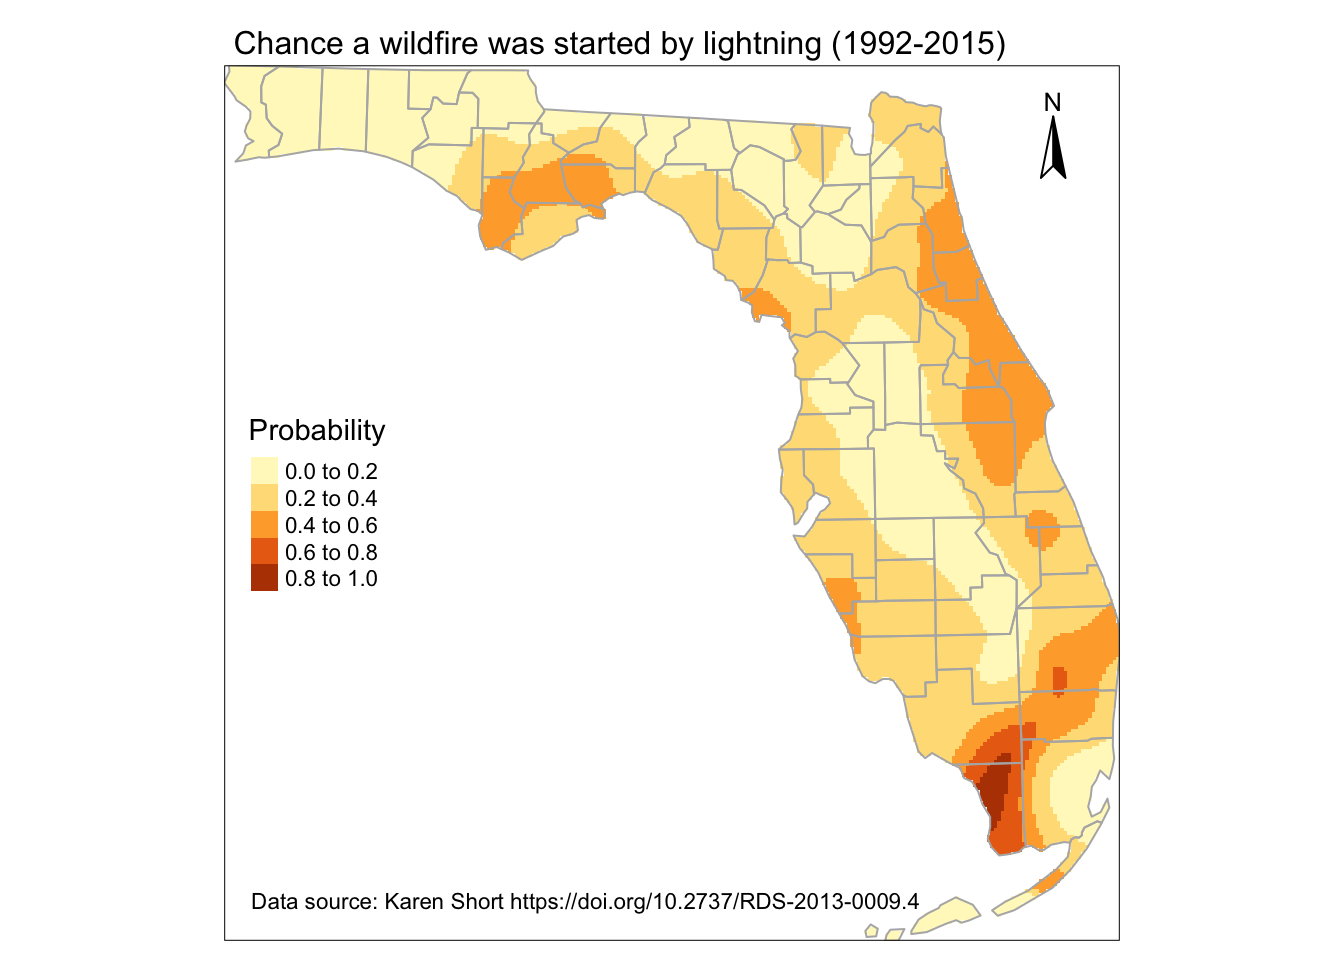 Chance a wildfire was started by lightning (1992-2015)
N
Probability
0.0 to 0.2
0.2 to 0.4
0.4 to 0.6
0.6 to 0.8
0.8 to 1.0
Data source: Karen Short https://doi.org/10.2737/RDS-2013-0009.4